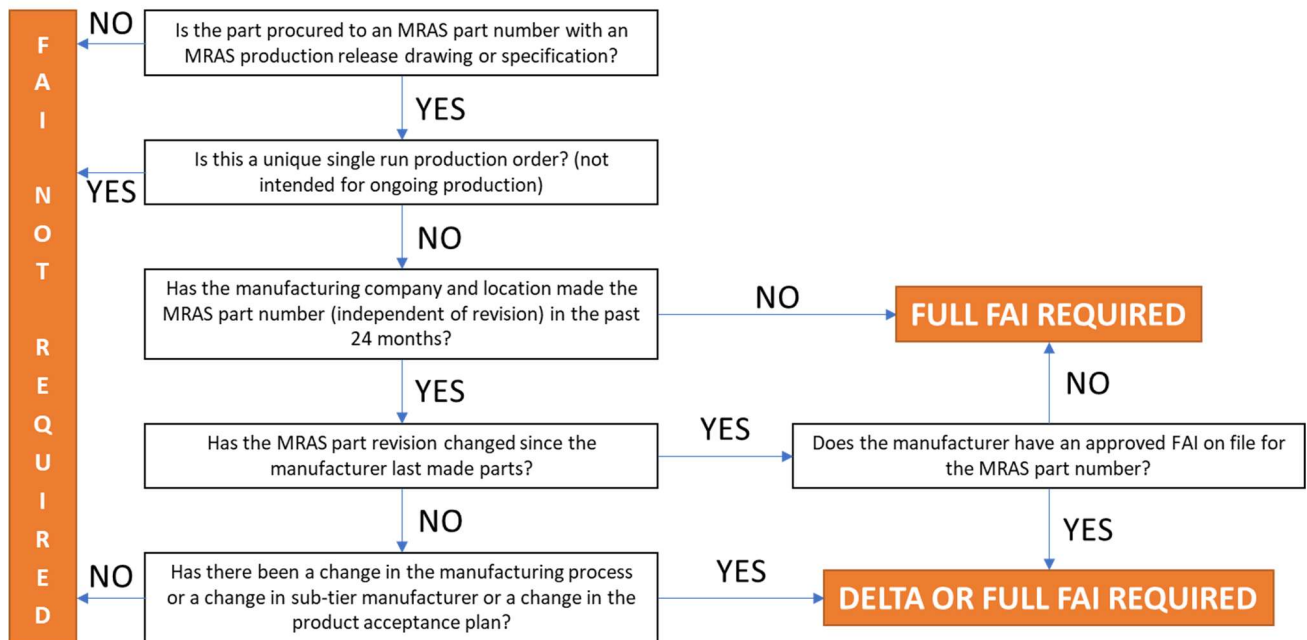 FAI NOT REQUIRED
NO
Is the part procured to an MRAS part number with an
MRAS production release drawing or specification?
YES
YES
Is this a unique single run production order? (not
intended for ongoing production)
NO
Has the manufacturing company and location made the
MRAS part number (independent of revision) in the past
24 months?
NO
FULL FAI REQUIRED
YES
NO
Has the MRAS part revision changed since the
manufacturer last made parts?
YES
Does the manufacturer have an approved FAI on file for
the MRAS part number?
NO
YES
NO
Has there been a change in the manufacturing process
or a change in sub-tier manufacturer or a change in the
product acceptance plan?
YES
DELTA OR FULL FAI REQUIRED